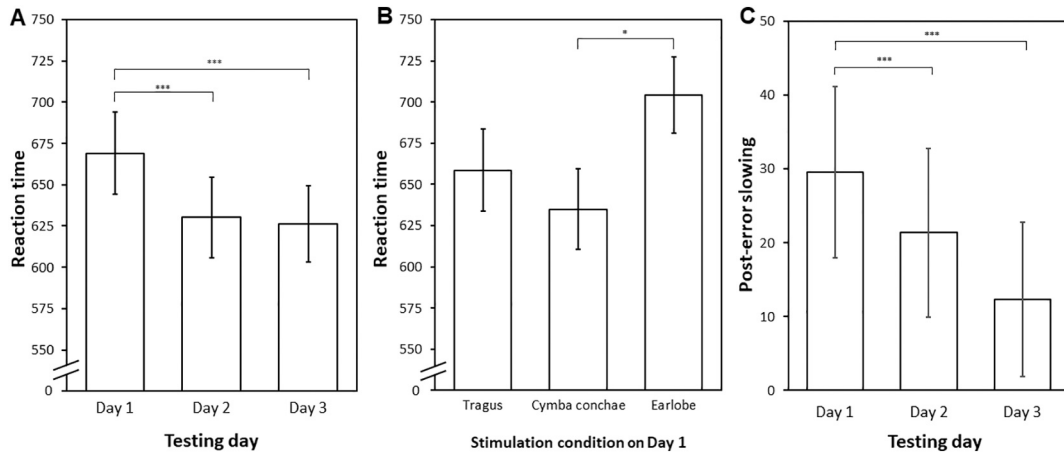 A
750
725
700
675
650
625
600
575
550
0
Reaction time
***
***
Day 1 Day 2 Day 3
Testing day
B
750
725
700
675
650
625
600
575
550
0
Reaction time
*
Tragus Cymba conchae Earlobe
Stimulation condition on Day 1
C
50
40
30
20
10
0
Post-error slowing
***
***
Day 1 Day 2 Day 3
Testing day